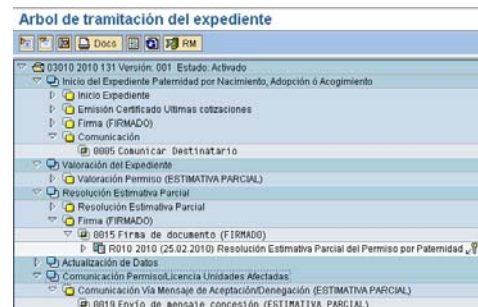 Arbol de tramitación del expediente
Docs RM
03010 2010 131 Versión: 001 Estado: Activado
Inicio del Expediente Paternidad por Nacimiento, Adopción ó Acogimiento
Inicio Expediente
Emisión Certificado Ultimas cotizaciones
Firma (FIRMADO)
Comunicación
0005 Comunicar Destinatario
Valoración del Expediente
Valoración Permiso (ESTIMATIVA PARCIAL)
Resolución Estimativa Parcial
Resolución Estimativa Parcial
Firma (FIRMADO)
0015 Firma de documento (FIRMADO)
R010 2010 (25.02.2010) Resolución Estimativa Parcial del Permiso por Paternidad
Actualización de Datos
Comunicación Permiso/Licencia Unidades Afectadas
Comunicación Vía Mensaje de Aceptación/Denegación (ESTIMATIVA PARCIAL)
0019 Envío de mensaje concesión (ESTIMATIVA PARCIAL)